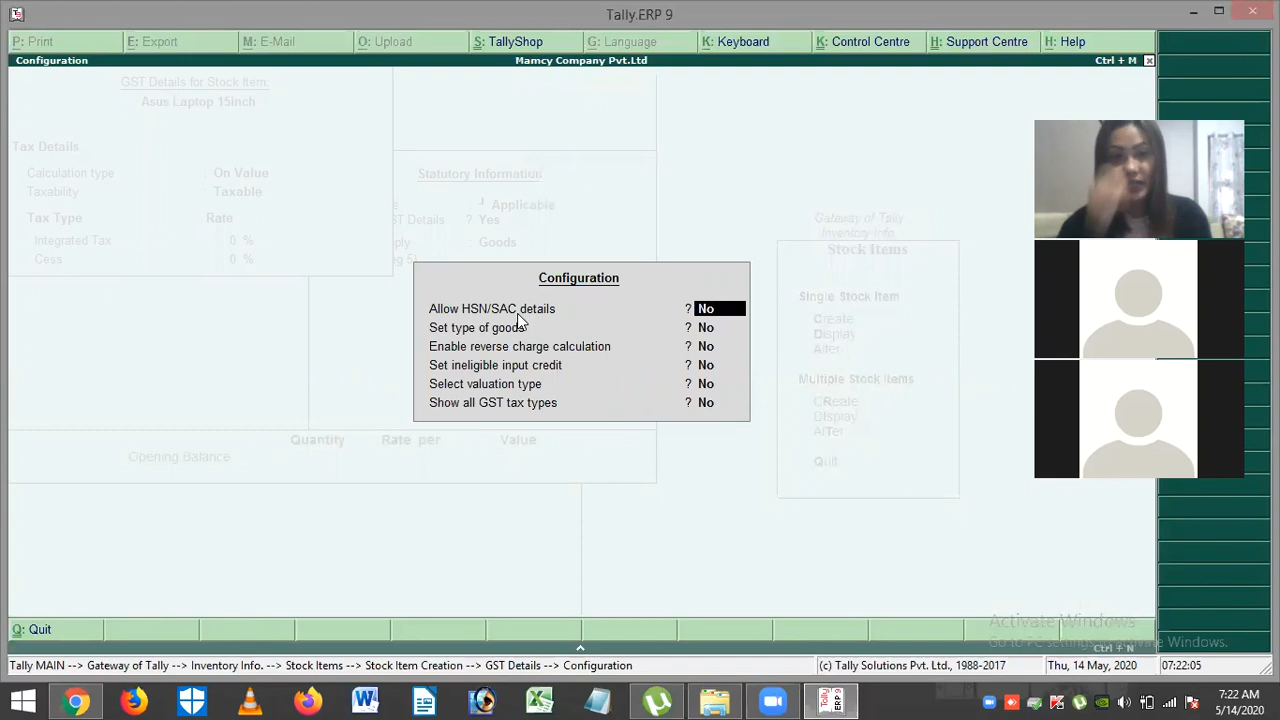 Tally.ERP 9
P: Print E: Export M: E-Mail O: Upload S: TallyShop G: Language K: Keyboard K: Control Centre H: Support Centre H: Help
Configuration Mamcy Company Pvt.Ltd Ctrl + M
GST Details for Stock Item:
Asus Laptop 15inch
Tax Details
Calculation type : On Value
Taxability : Taxable
Tax Type Rate
Integrated Tax 0 %
Cess 0 %
Statutory Information
Applicable
GST Details ? Yes
Goods
Configuration
Allow HSN/SAC details ? No
Set type of goods ? No
Enable reverse charge calculation ? No
Set ineligible input credit ? No
Select valuation type ? No
Show all GST tax types ? No
Quantity Rate per Value
Opening Balance
Gateway of Tally
Inventory Info.
Stock Items
Single Stock Item
Create
Display
Alter
Multiple Stock Items
CReate
DIsplay
AlTer
Quit
Activate Windows
Go to PC settings to activate Windows.
Q: Quit
Ctrl + N
Tally MAIN --> Gateway of Tally --> Inventory Info. --> Stock Items --> Stock Item Creation --> GST Details --> Configuration (c) Tally Solutions Pvt. Ltd., 1988-2017 Thu, 14 May, 2020 07:22:05
7:22 AM
5/14/2020